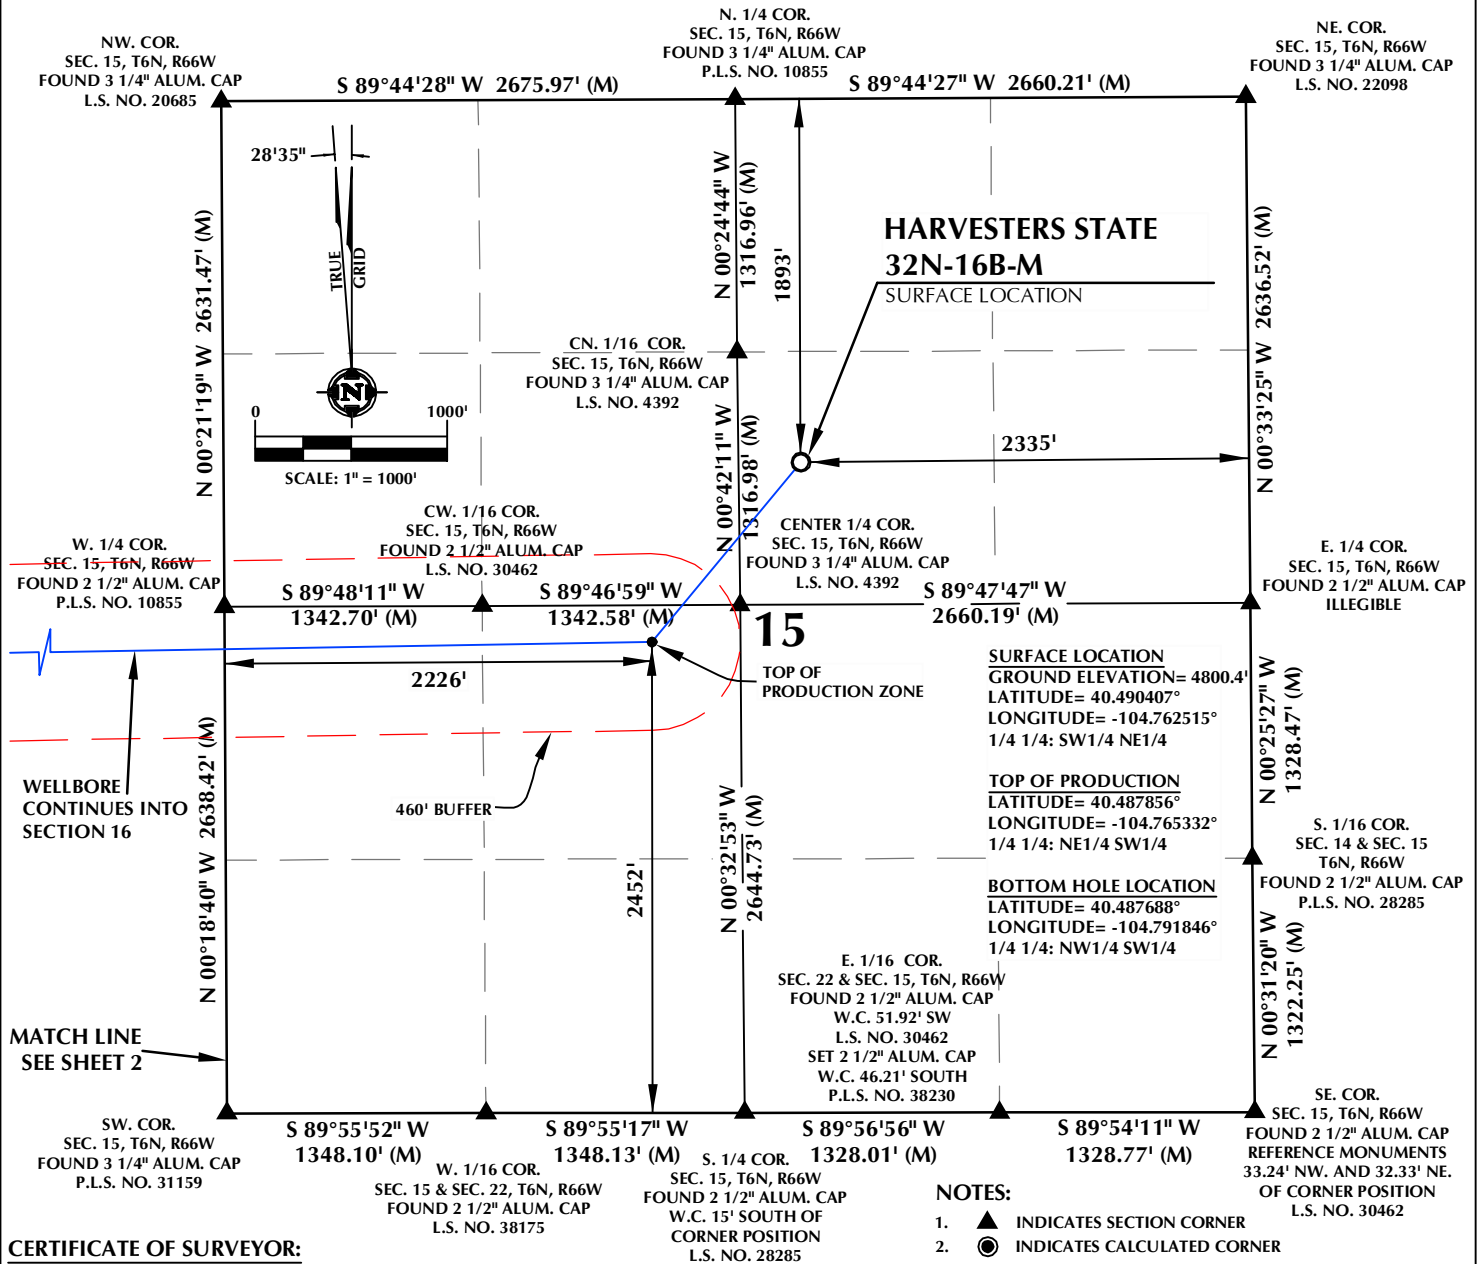 NW. COR.
SEC. 15, T6N, R66W
FOUND 3 1/4" ALUM. CAP
L.S. NO. 20685
N. 1/4 COR.
SEC. 15, T6N, R66W
FOUND 3 1/4" ALUM. CAP
P.L.S. NO. 10855
NE. COR.
SEC. 15, T6N, R66W
FOUND 3 1/4" ALUM. CAP
L.S. NO. 22098
S 89°44'28" W 2675.97' (M)
S 89°44'27" W 2660.21' (M)
28'35"
TRUE
GRID
N
0 1000'
SCALE: 1" = 1000'
N 00°21'19" W 2631.47' (M)
N 00°24'44" W
1316.96' (M)
1893'
HARVESTERS STATE
32N-16B-M
SURFACE LOCATION
N 00°33'25" W 2636.52' (M)
CN. 1/16 COR.
SEC. 15, T6N, R66W
FOUND 3 1/4" ALUM. CAP
L.S. NO. 4392
N 00°42'11" W
1316.98' (M)
2335'
CW. 1/16 COR.
SEC. 15, T6N, R66W
FOUND 2 1/2" ALUM. CAP
L.S. NO. 30462
W. 1/4 COR.
SEC. 15, T6N, R66W
FOUND 2 1/2" ALUM. CAP
P.L.S. NO. 10855
CENTER 1/4 COR.
SEC. 15, T6N, R66W
FOUND 3 1/4" ALUM. CAP
L.S. NO. 4392
E. 1/4 COR.
SEC. 15, T6N, R66W
FOUND 2 1/2" ALUM. CAP
ILLEGIBLE
S 89°48'11" W
1342.70' (M)
S 89°46'59" W
1342.58' (M)
S 89°47'47" W
2660.19' (M)
15
2226'
TOP OF
PRODUCTION ZONE
SURFACE LOCATION
GROUND ELEVATION= 4800.4'
LATITUDE= 40.490407°
LONGITUDE= -104.762515°
1/4 1/4: SW1/4 NE1/4
TOP OF PRODUCTION
LATITUDE= 40.487856°
LONGITUDE= -104.765332°
1/4 1/4: NE1/4 SW1/4
BOTTOM HOLE LOCATION
LATITUDE= 40.487688°
LONGITUDE= -104.791846°
1/4 1/4: NW1/4 SW1/4
N 00°25'27" W
1328.47' (M)
WELLBORE
CONTINUES INTO
SECTION 16
N 00°18'40" W 2638.42' (M)
460' BUFFER
2452'
N 00°32'53" W
2644.73' (M)
S. 1/16 COR.
SEC. 14 & SEC. 15
T6N, R66W
FOUND 2 1/2" ALUM. CAP
P.L.S. NO. 28285
N 00°31'20" W
1322.25' (M)
E. 1/16 COR.
SEC. 22 & SEC. 15, T6N, R66W
FOUND 2 1/2" ALUM. CAP
W.C. 51.92' SW
L.S. NO. 30462
SET 2 1/2" ALUM. CAP
W.C. 46.21' SOUTH
P.L.S. NO. 38230
MATCH LINE
SEE SHEET 2
SW. COR.
SEC. 15, T6N, R66W
FOUND 3 1/4" ALUM. CAP
P.L.S. NO. 31159
S 89°55'52" W
1348.10' (M)
S 89°55'17" W
1348.13' (M)
S 89°56'56" W
1328.01' (M)
S 89°54'11" W
1328.77' (M)
SE. COR.
SEC. 15, T6N, R66W
FOUND 2 1/2" ALUM. CAP
REFERENCE MONUMENTS
33.24' NW. AND 32.33' NE.
OF CORNER POSITION
L.S. NO. 30462
W. 1/16 COR.
SEC. 15 & SEC. 22, T6N, R66W
FOUND 2 1/2" ALUM. CAP
L.S. NO. 38175
S. 1/4 COR.
SEC. 15, T6N, R66W
FOUND 2 1/2" ALUM. CAP
W.C. 15' SOUTH OF
CORNER POSITION
L.S. NO. 28285
NOTES:
1. INDICATES SECTION CORNER
2. INDICATES CALCULATED CORNER
CERTIFICATE OF SURVEYOR: